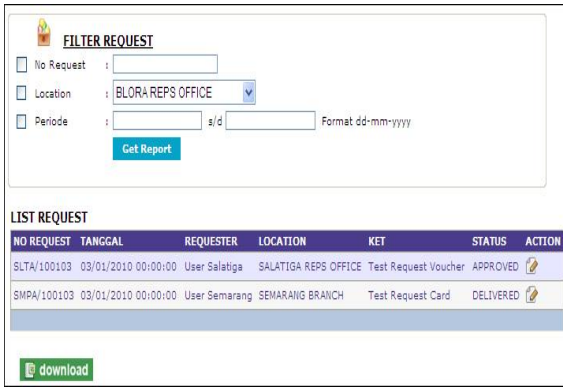 FILTER REQUEST
No Request :
Location : BLORA REPS OFFICE
Periode : s/d Format dd-mm-yyyy
Get Report
LIST REQUEST
NO REQUEST TANGGAL REQUESTER LOCATION KET STATUS ACTION
SLTA/100103 03/01/2010 00:00:00 User Salatiga SALATIGA REPS OFFICE Test Request Voucher APPROVED
SMPA/100103 03/01/2010 00:00:00 User Semarang SEMARANG BRANCH Test Request Card DELIVERED
download